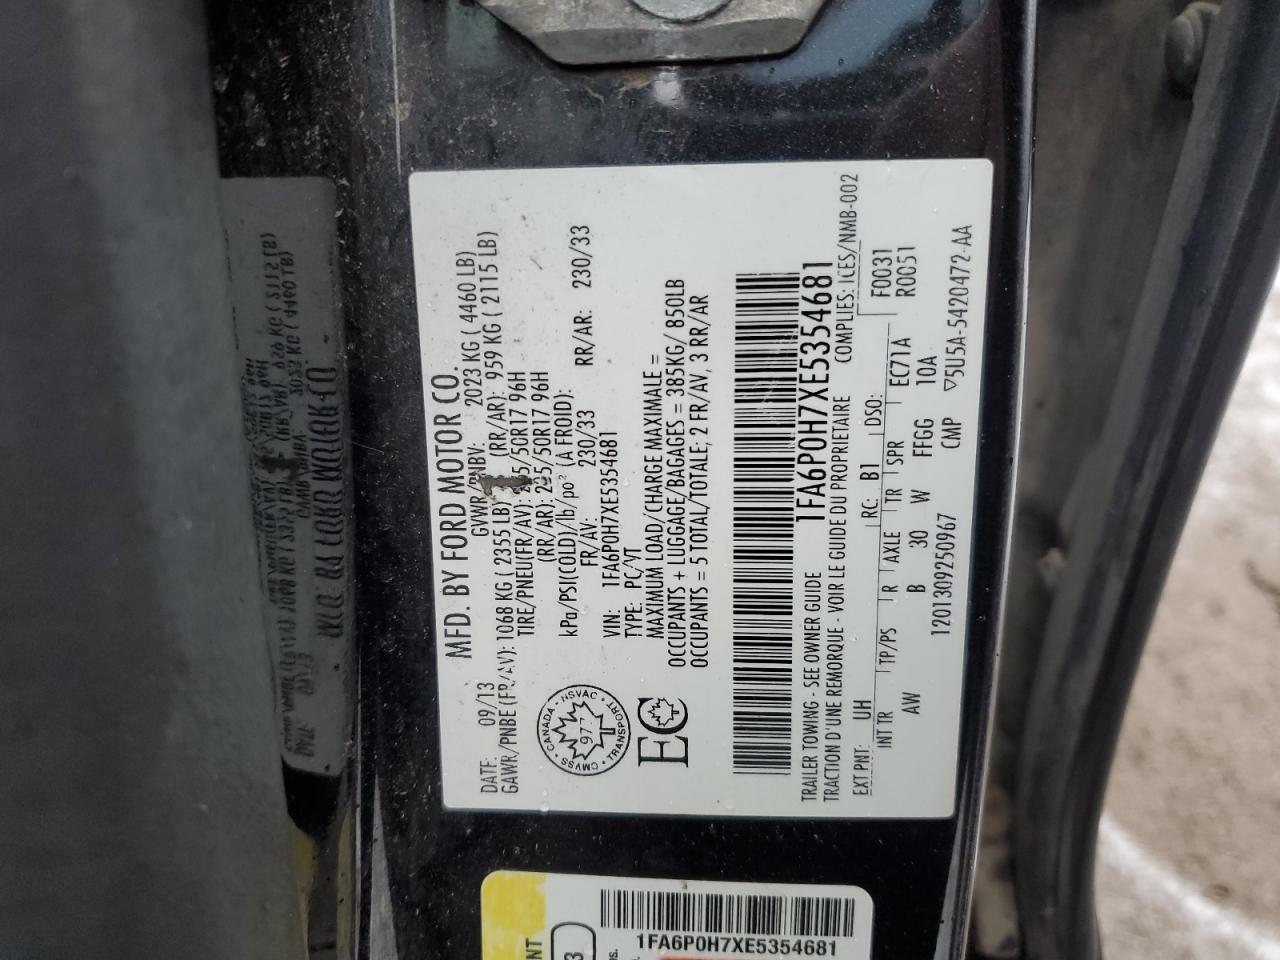 MFD. BY FORD MOTOR CO.
DATE: 09/13 GVWR/PNBV: 2023 KG ( 4460 LB)
GAWR/PNBE(FR/AV): 1068 KG ( 2355 LB) (RR/AR): 959 KG ( 2115 LB)
TIRE/PNEU(FR/AV): 235/50R17 96H
(RR/AR): 235/50R17 96H
kPa/PSI(COLD)/lb/po² (A FROID):
FR/AV: 230/33 RR/AR: 230/33
VIN: 1FA6P0H7XE5354681
TYPE: PC/VT
MAXIMUM LOAD/CHARGE MAXIMALE =
OCCUPANTS + LUGGAGE/BAGAGES = 385KG/ 850LB
OCCUPANTS = 5 TOTAL/TOTALE; 2 FR/AV, 3 RR/AR
CANADA - NSVAC - TRANSPORT - CMVSS
EC
1FA6P0H7XE5354681
TRAILER TOWING - SEE OWNER GUIDE
TRACTION D'UNE REMORQUE - VOIR LE GUIDE DU PROPRIETAIRE COMPLIES: ICES/NMB-002
EXT PNT: UH RC: B1 DSO: F0031
R0051
INT TR TP/PS R AXLE TR SPR EC71A
AW B 30 W FFGG 10A
1201309250967 CMP ▽5U5A-5420472-AA
1FA6P0H7XE5354681